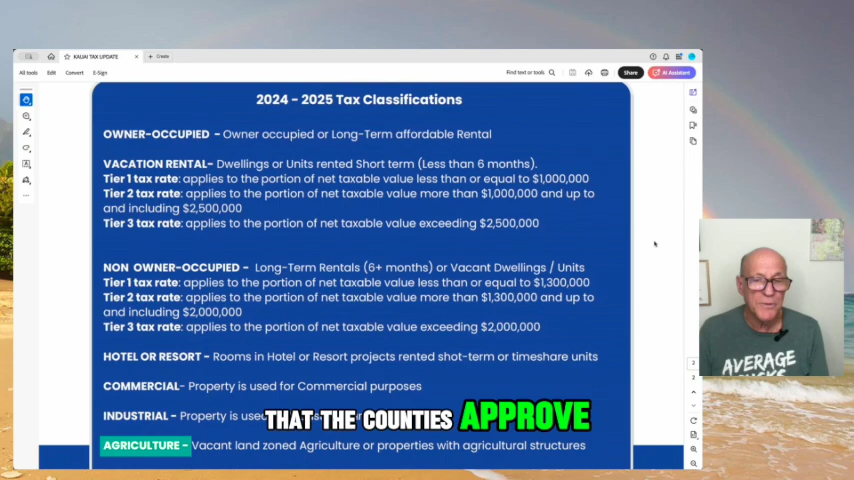 KAUAI TAX UPDATE
Create
All tools Edit Convert E-Sign
Find text or tools
Share
AI Assistant
2024 - 2025 Tax Classifications
OWNER-OCCUPIED - Owner occupied or Long-Term affordable Rental
VACATION RENTAL- Dwellings or Units rented Short term (Less than 6 months).
Tier 1 tax rate: applies to the portion of net taxable value less than or equal to $1,000,000
Tier 2 tax rate: applies to the portion of net taxable value more than $1,000,000 and up to
and including $2,500,000
Tier 3 tax rate: applies to the portion of net taxable value exceeding $2,500,000
NON OWNER-OCCUPIED - Long-Term Rentals (6+ months) or Vacant Dwellings / Units
Tier 1 tax rate: applies to the portion of net taxable value less than or equal to $1,300,000
Tier 2 tax rate: applies to the portion of net taxable value more than $1,300,000 and up to
and including $2,000,000
Tier 3 tax rate: applies to the portion of net taxable value exceeding $2,000,000
HOTEL OR RESORT - Rooms in Hotel or Resort projects rented shot-term or timeshare units
COMMERCIAL- Property is used for Commercial purposes
INDUSTRIAL - Property is used
THAT THE COUNTIES APPROVE
AGRICULTURE - Vacant land zoned Agriculture or properties with agricultural structures
AVERAGE
2
2